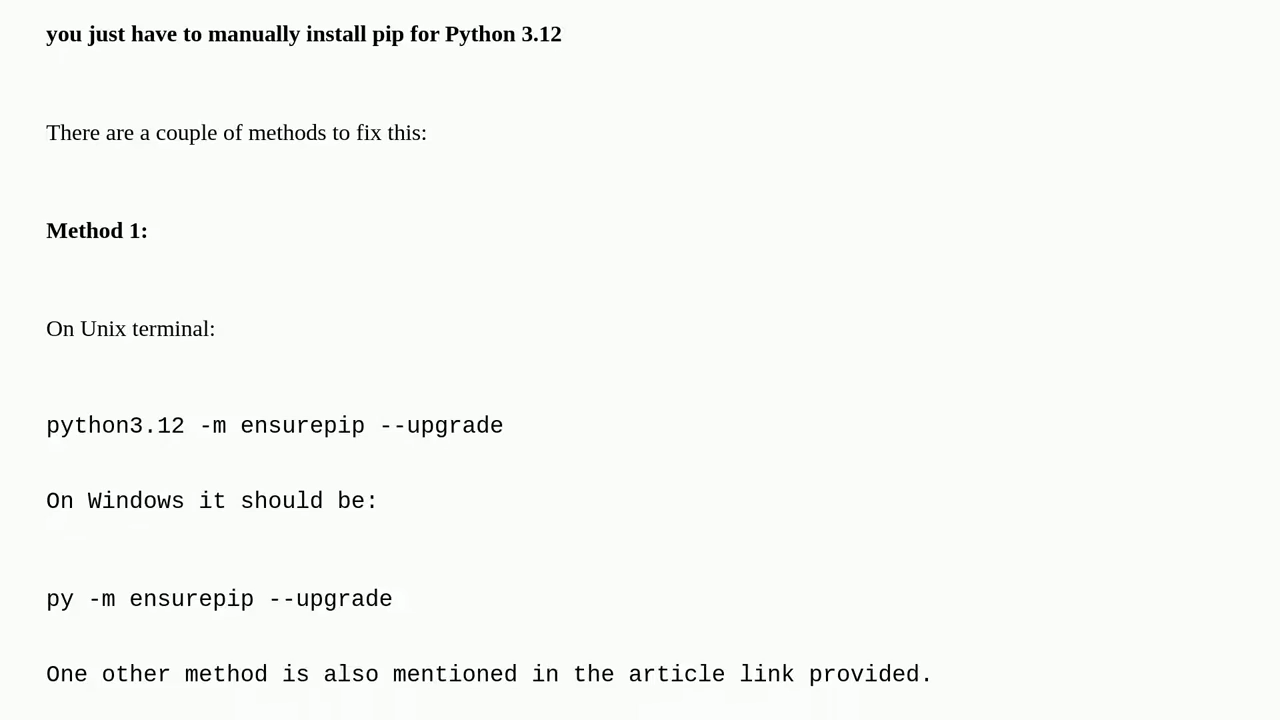 you just have to manually install pip for Python 3.12
There are a couple of methods to fix this:
Method 1:
On Unix terminal:
python3.12 -m ensurepip --upgrade
On Windows it should be:
py -m ensurepip --upgrade
One other method is also mentioned in the article link provided.